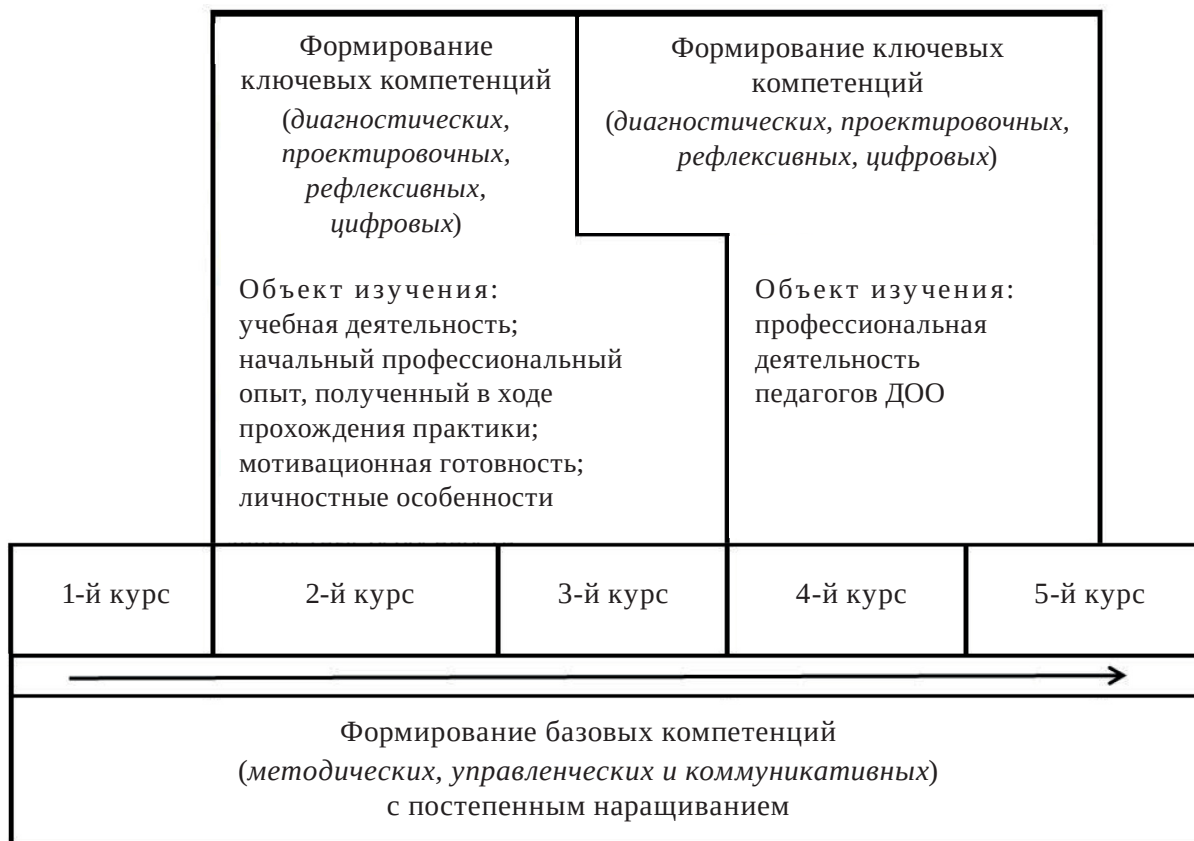 Формирование
ключевых компетенций
(диагностических,
проектировочных,
рефлексивных,
цифровых)
Объект изучения:
учебная деятельность;
начальный профессиональный
опыт, полученный в ходе
прохождения практики;
мотивационная готовность;
личностные особенности
Формирование ключевых
компетенций
(диагностических, проектировочных,
рефлексивных, цифровых)
Объект изучения:
профессиональная
деятельность
педагогов ДОО
1-й курс
2-й курс
3-й курс
4-й курс
5-й курс
Формирование базовых компетенций
(методических, управленческих и коммуникативных)
с постепенным наращиванием